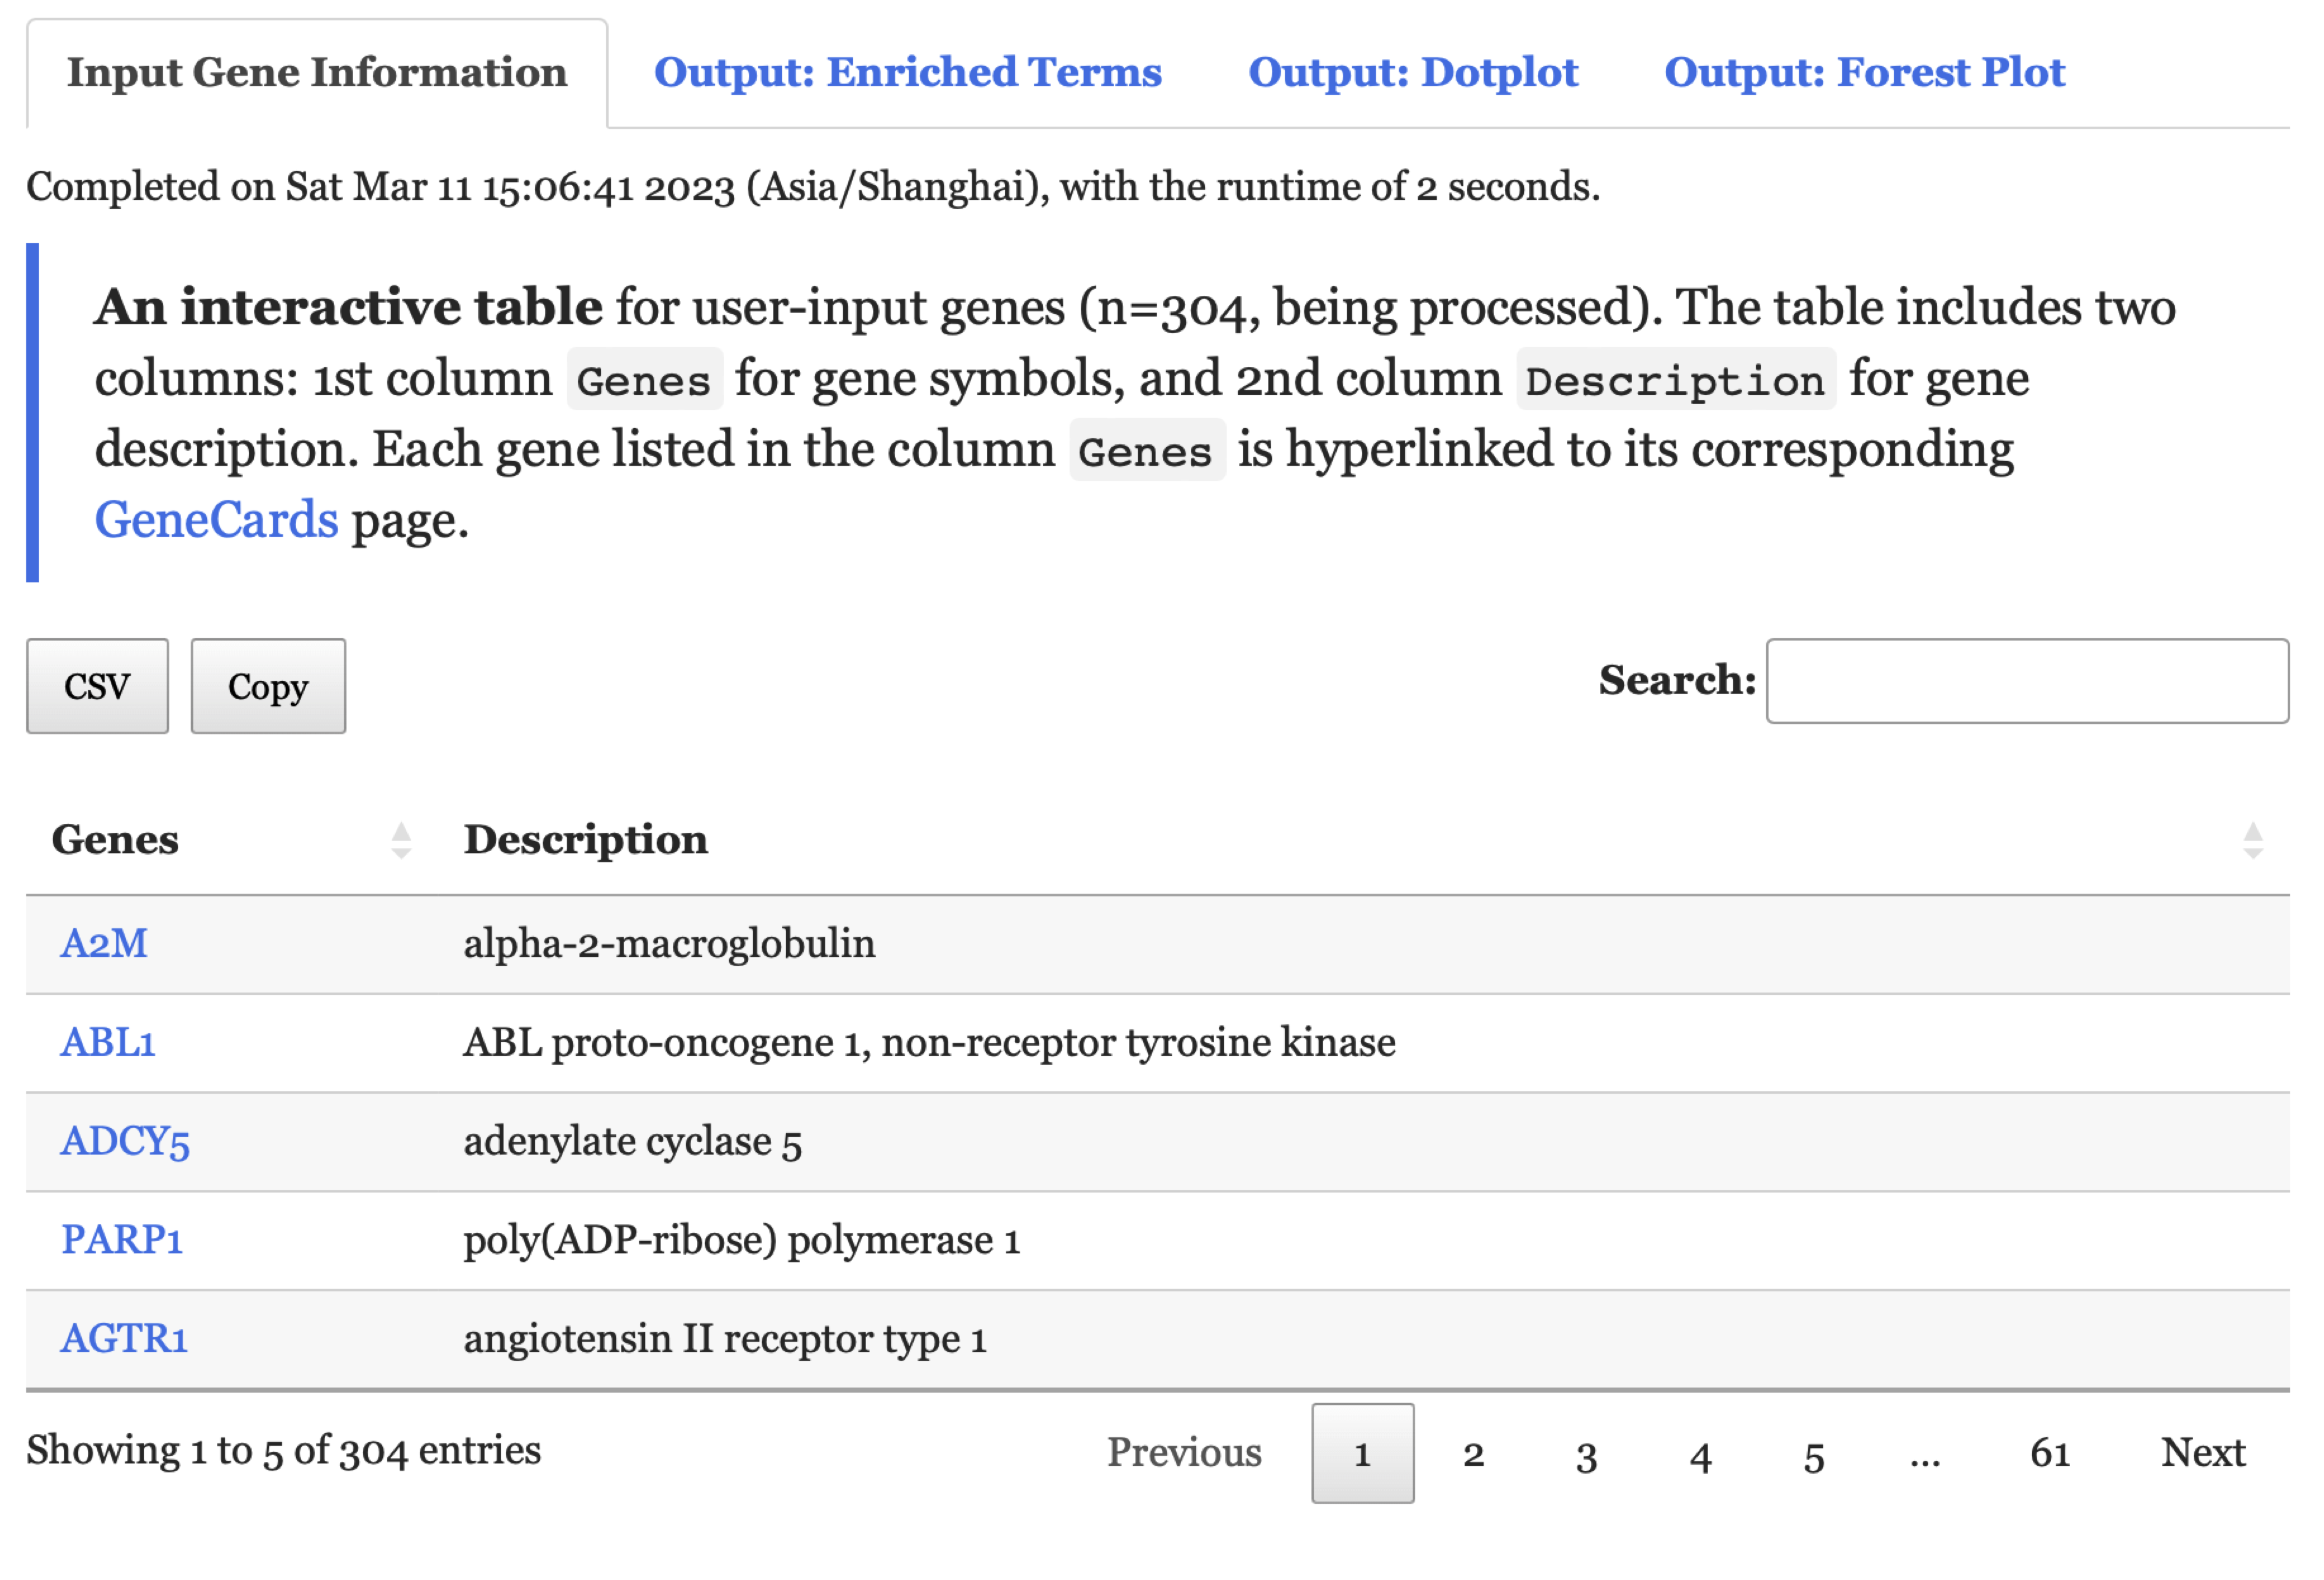 Input Gene Information Output: Enriched Terms Output: Dotplot Output: Forest Plot
Completed on Sat Mar 11 15:06:41 2023 (Asia/Shanghai), with the runtime of 2 seconds.
An interactive table for user-input genes (n=304, being processed). The table includes two
columns: 1st column Genes for gene symbols, and 2nd column Description for gene
description. Each gene listed in the column Genes is hyperlinked to its corresponding
GeneCards page.
CSV Copy Search:
Genes Description
A2M alpha-2-macroglobulin
ABL1 ABL proto-oncogene 1, non-receptor tyrosine kinase
ADCY5 adenylate cyclase 5
PARP1 poly(ADP-ribose) polymerase 1
AGTR1 angiotensin II receptor type 1
Showing 1 to 5 of 304 entries Previous 1 2 3 4 5 ... 61 Next